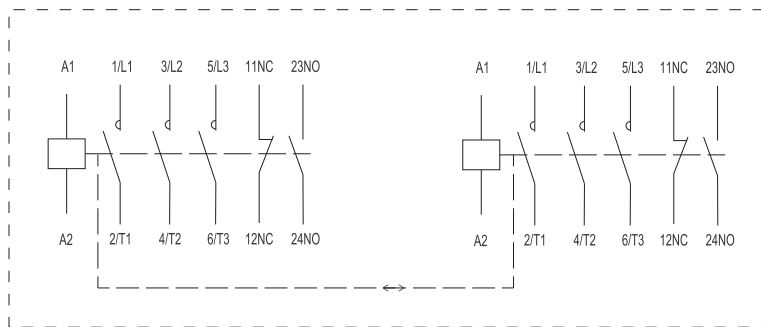 A1 1/L1 3/L2 5/L3 11NC 23NO
A2 2/T1 4/T2 6/T3 12NC 24NO
A1 1/L1 3/L2 5/L3 11NC 23NO
A2 2/T1 4/T2 6/T3 12NC 24NO